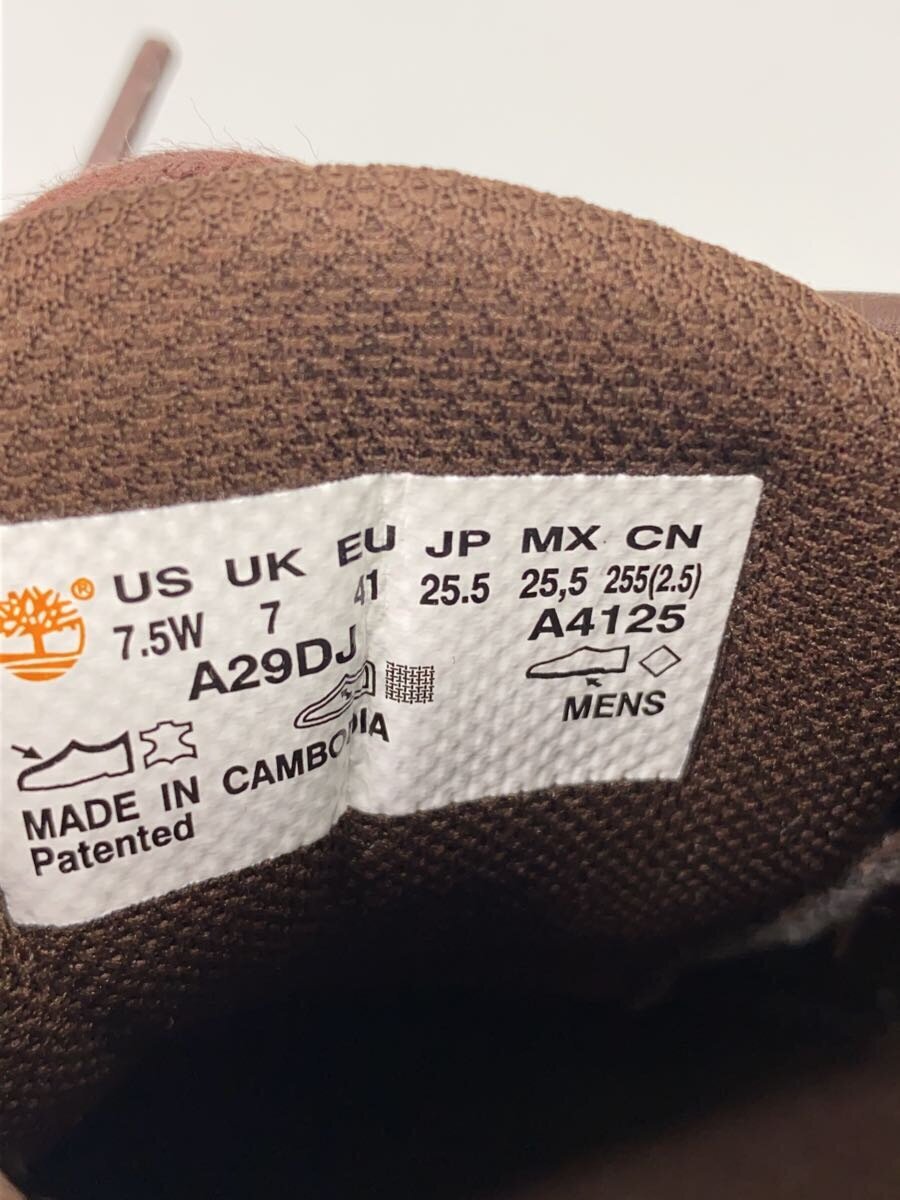 ® US UK EU JP MX CN
7.5W 7 41 25.5 25,5 255(2.5)
A29DJ A4125
MENS
MADE IN CAMBODIA
Patented